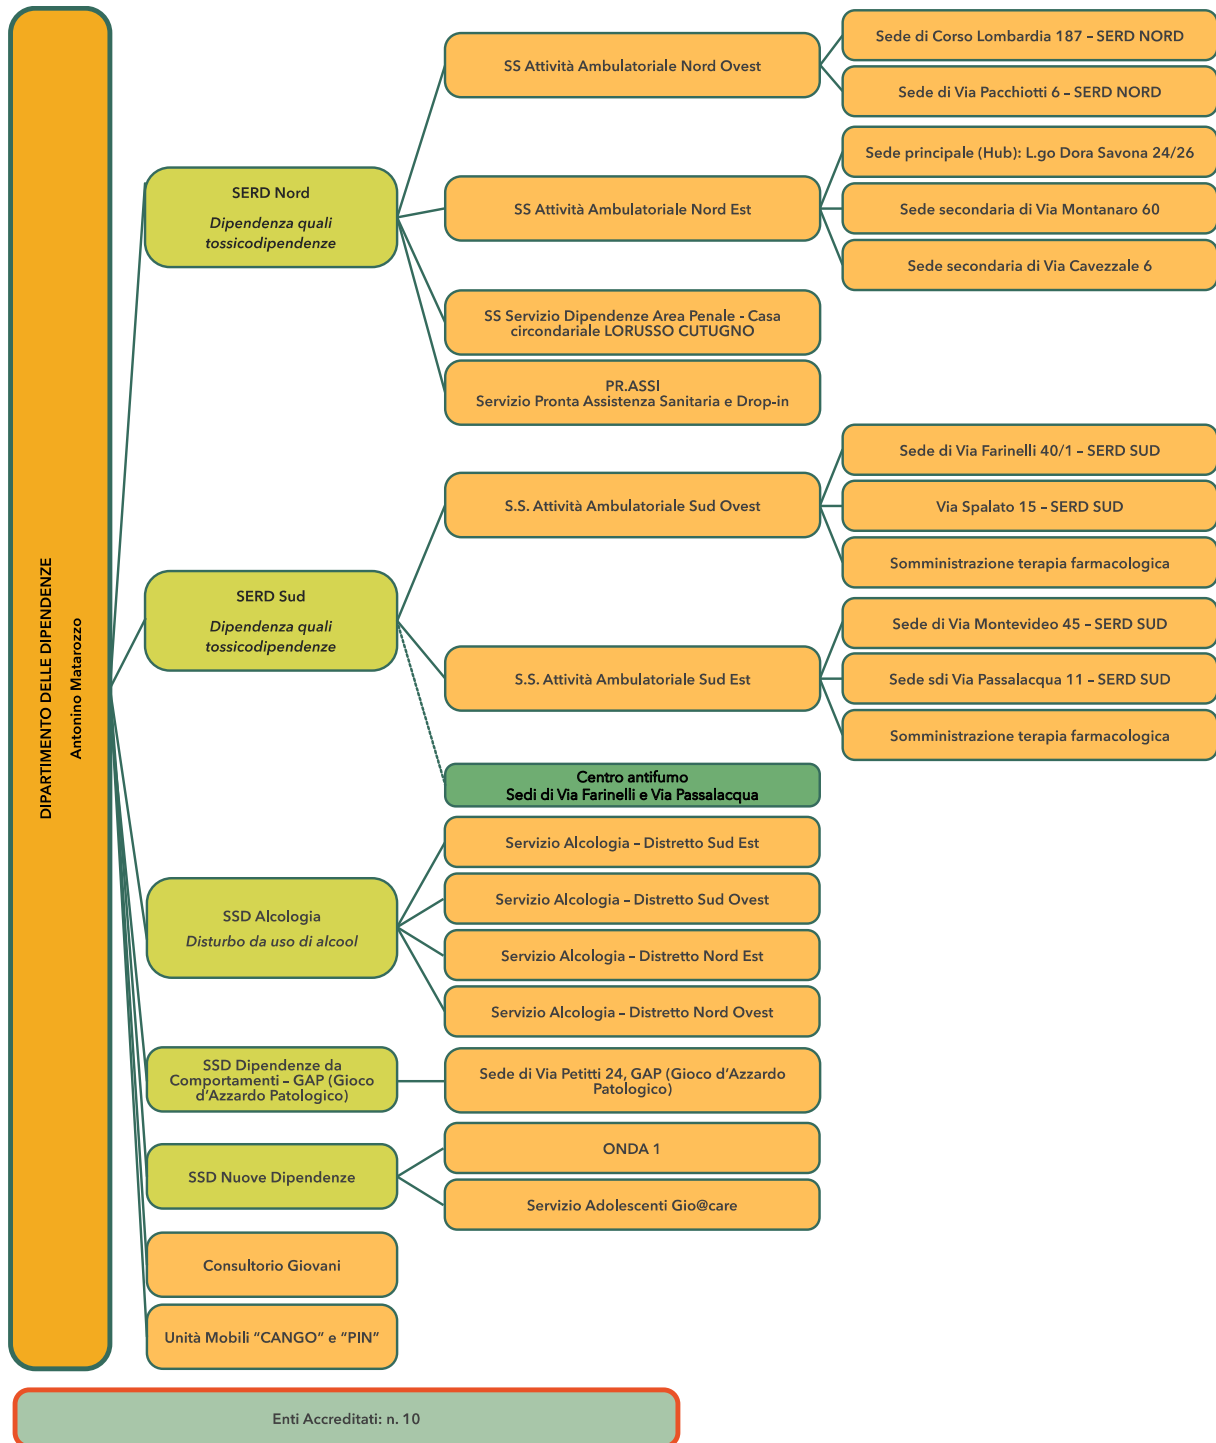 DIPARTIMENTO DELLE DIPENDENZE
Antonino Matarozzo
SERD Nord
Dipendenza quali
tossicodipendenze
SS Attività Ambulatoriale Nord Ovest
Sede di Corso Lombardia 187 – SERD NORD
Sede di Via Pacchiotti 6 – SERD NORD
SS Attività Ambulatoriale Nord Est
Sede principale (Hub): L.go Dora Savona 24/26
Sede secondaria di Via Montanaro 60
Sede secondaria di Via Cavezzale 6
SS Servizio Dipendenze Area Penale - Casa
circondariale LORUSSO CUTUGNO
PR.ASSI
Servizio Pronta Assistenza Sanitaria e Drop-in
SERD Sud
Dipendenza quali
tossicodipendenze
S.S. Attività Ambulatoriale Sud Ovest
Sede di Via Farinelli 40/1 – SERD SUD
Via Spalato 15 – SERD SUD
Somministrazione terapia farmacologica
S.S. Attività Ambulatoriale Sud Est
Sede di Via Montevideo 45 – SERD SUD
Sede sdi Via Passalacqua 11 – SERD SUD
Somministrazione terapia farmacologica
Centro antifumo
Sedi di Via Farinelli e Via Passalacqua
SSD Alcologia
Disturbo da uso di alcool
Servizio Alcologia – Distretto Sud Est
Servizio Alcologia – Distretto Sud Ovest
Servizio Alcologia – Distretto Nord Est
Servizio Alcologia – Distretto Nord Ovest
SSD Dipendenze da
Comportamenti – GAP (Gioco
d’Azzardo Patologico)
Sede di Via Petitti 24, GAP (Gioco d’Azzardo
Patologico)
SSD Nuove Dipendenze
ONDA 1
Servizio Adolescenti Gio@care
Consultorio Giovani
Unità Mobili “CANGO” e “PIN”
Enti Accreditati: n. 10